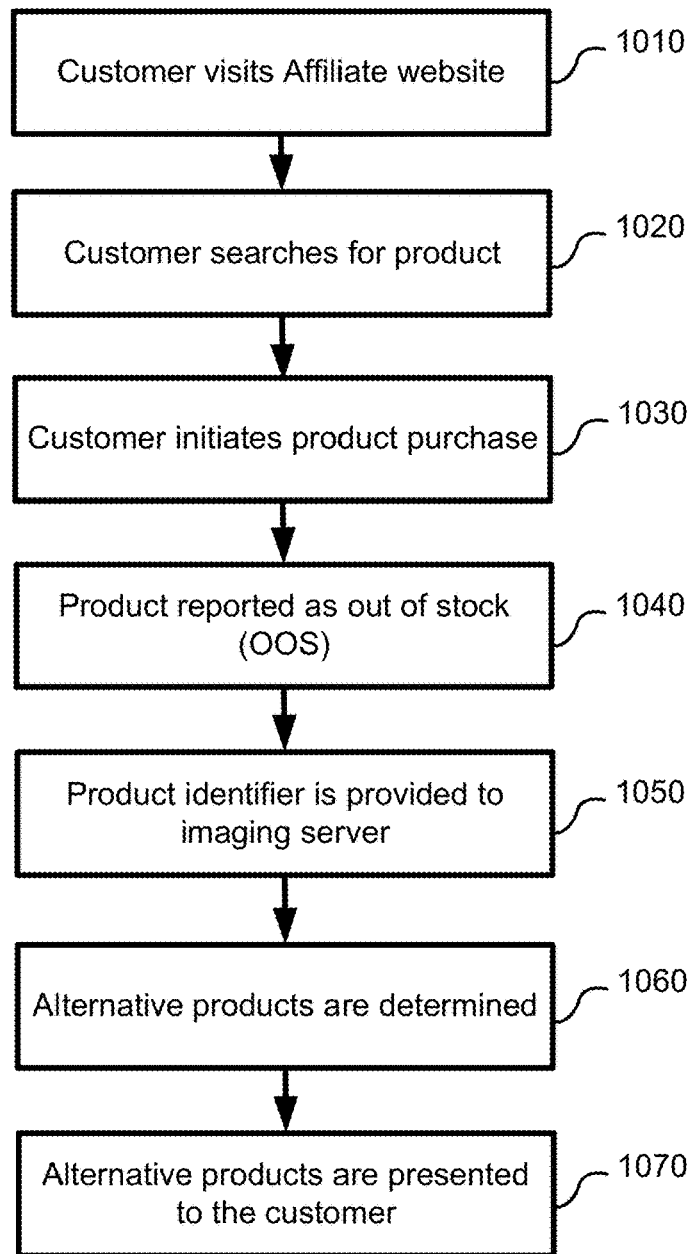 Customer visits Affiliate website
1010
Customer searches for product
1020
Customer initiates product purchase
1030
Product reported as out of stock
(OOS)
1040
Product identifier is provided to
imaging server
1050
Alternative products are determined
1060
Alternative products are presented
to the customer
1070